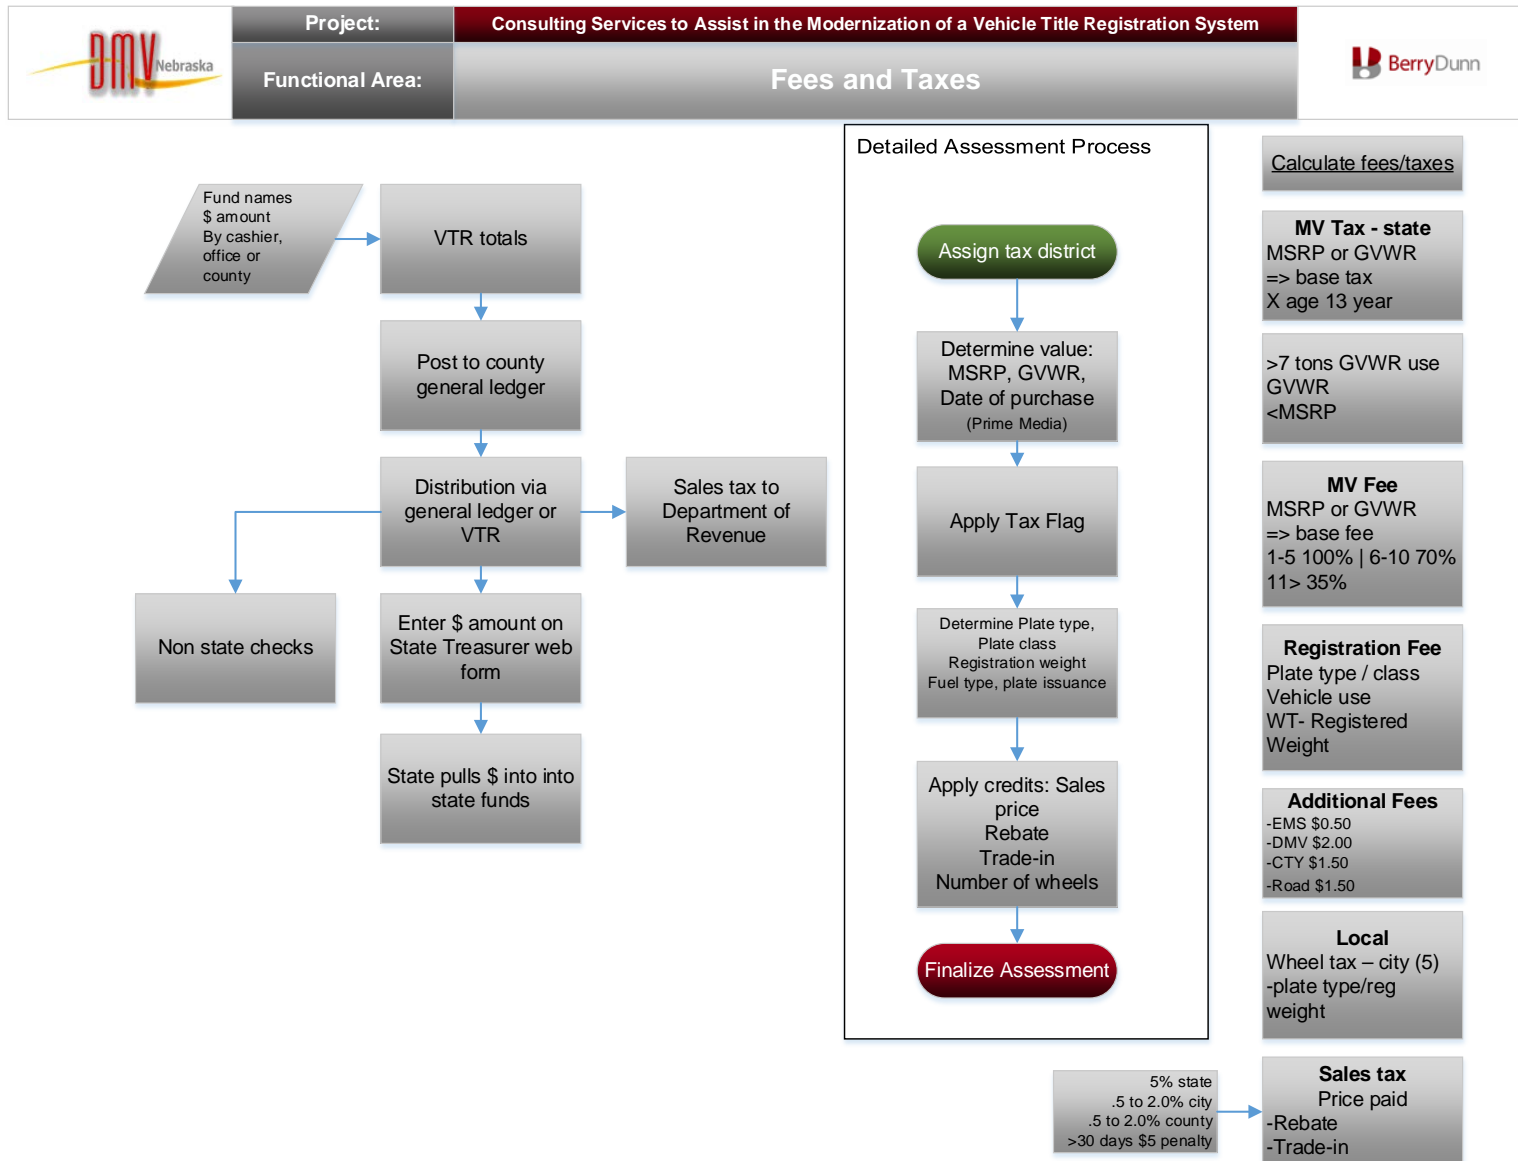 DMV Nebraska
Project:
Consulting Services to Assist in the Modernization of a Vehicle Title Registration System
Functional Area:
Fees and Taxes
BerryDunn
Fund names
$ amount
By cashier,
office or
county
VTR totals
Post to county
general ledger
Distribution via
general ledger or
VTR
Sales tax to
Department of
Revenue
Non state checks
Enter $ amount on
State Treasurer web
form
State pulls $ into into
state funds
Detailed Assessment Process
Assign tax district
Determine value:
MSRP, GVWR,
Date of purchase
(Prime Media)
Apply Tax Flag
Determine Plate type,
Plate class
Registration weight
Fuel type, plate issuance
Apply credits: Sales
price
Rebate
Trade-in
Number of wheels
Finalize Assessment
Calculate fees/taxes
MV Tax - state
MSRP or GVWR
=> base tax
X age 13 year
>7 tons GVWR use
GVWR
<MSRP
MV Fee
MSRP or GVWR
=> base fee
1-5 100% | 6-10 70%
11> 35%
Registration Fee
Plate type / class
Vehicle use
WT- Registered
Weight
Additional Fees
-EMS $0.50
-DMV $2.00
-CTY $1.50
-Road $1.50
Local
Wheel tax – city (5)
-plate type/reg
weight
5% state
.5 to 2.0% city
.5 to 2.0% county
>30 days $5 penalty
Sales tax
Price paid
-Rebate
-Trade-in